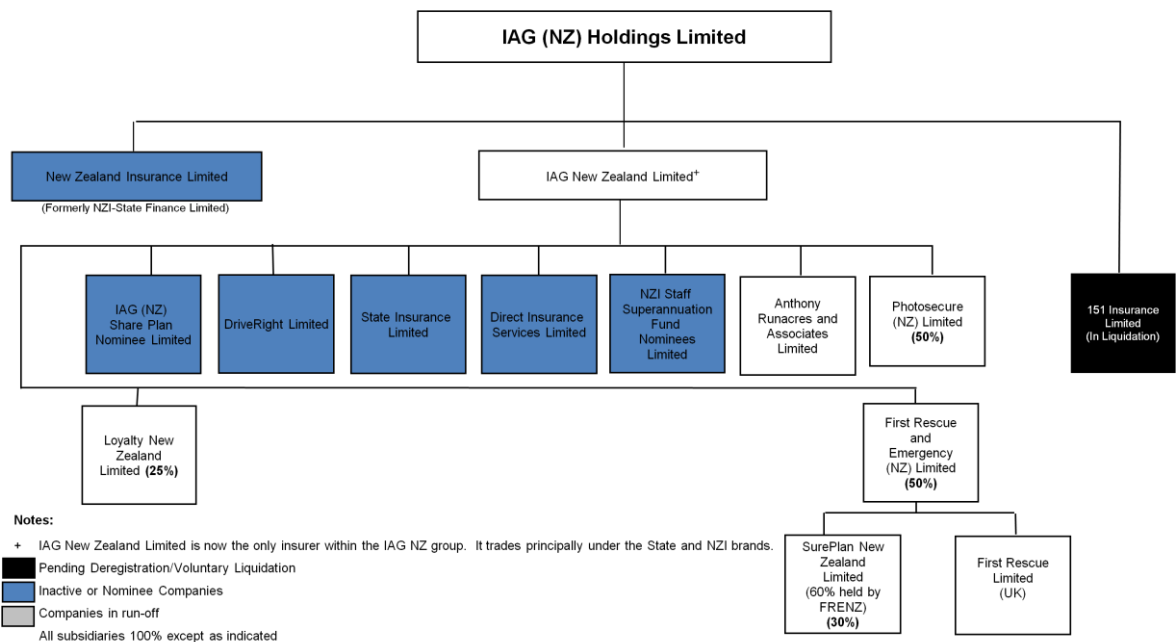 IAG (NZ) Holdings Limited
New Zealand Insurance Limited
(Formerly NZI-State Finance Limited)
IAG New Zealand Limited+
IAG (NZ)
Share Plan
Nominee Limited
DriveRight Limited
State Insurance
Limited
Direct Insurance
Services Limited
NZI Staff
Superannuation
Fund
Nominees
Limited
Anthony
Runacres and
Associates
Limited
Photosecure
(NZ) Limited
(50%)
151 Insurance
Limited
(In Liquidation)
Loyalty New
Zealand
Limited (25%)
First Rescue
and
Emergency
(NZ) Limited
(50%)
SurePlan New
Zealand
Limited
(60% held by
FRENZ)
(30%)
First Rescue
Limited
(UK)
Notes:
+ IAG New Zealand Limited is now the only insurer within the IAG NZ group. It trades principally under the State and NZI brands.
Pending Deregistration/Voluntary Liquidation
Inactive or Nominee Companies
Companies in run-off
All subsidiaries 100% except as indicated